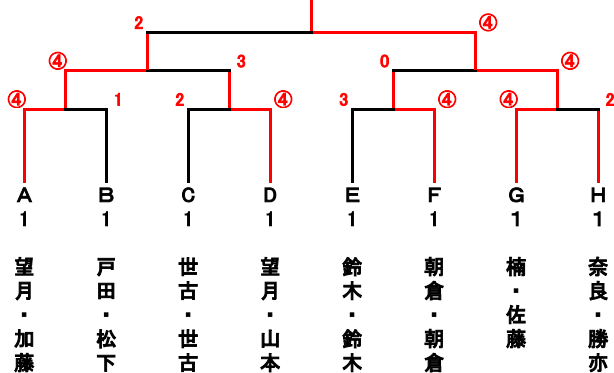 2 ④
④ 3 0 ④
④ 1 2 ④ 3 ④ ④ 2
A B C D E F G H
1 1 1 1 1 1 1 1
望月・加藤
戸田・松下
世古・世古
望月・山本
鈴木・鈴木
朝倉・朝倉
楠・佐藤
奈良・勝亦